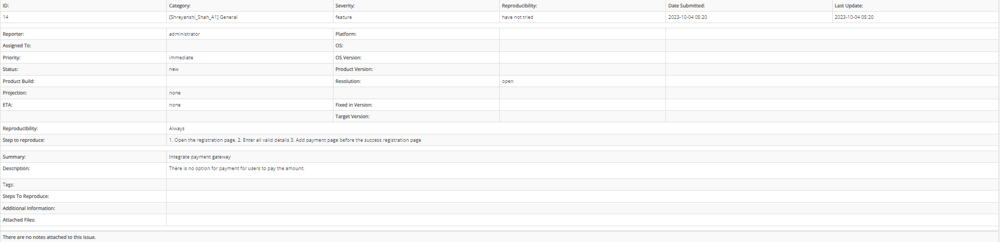 ID: Category: Severity: Reproducibility: Date Submitted: Last Update:
14 [Shreyanshi_Shah_A1] General feature have not tried 2023-10-04 05:20 2023-10-04 05:20
Reporter: administrator Platform:
Assigned To: OS:
Priority: immediate OS Version:
Status: new Product Version:
Product Build: Resolution: open
Projection: none
ETA: none Fixed in Version:
Target Version:
Reproducibility: Always
Step to reproduce: 1. Open the registration page. 2. Enter all valid details 3. Add payment page before the success registration page
Summary: Integrate payment gateway
Description: There is no option for payment for users to pay the amount.
Tags:
Steps To Reproduce:
Additional Information:
Attached Files:
There are no notes attached to this issue.